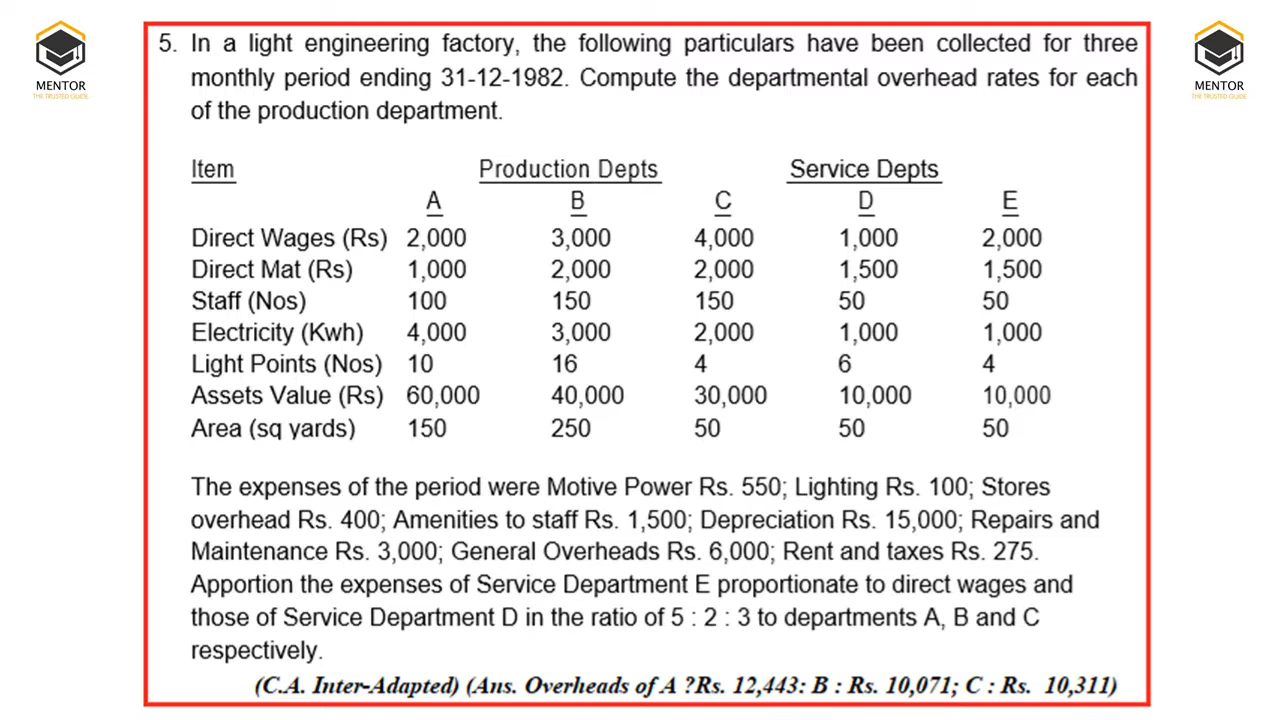 MENTOR
THE TRUSTED GUIDE
MENTOR
THE TRUSTED GUIDE
5. In a light engineering factory, the following particulars have been collected for three
monthly period ending 31-12-1982. Compute the departmental overhead rates for each
of the production department.
Item Production Depts Service Depts
A B C D E
Direct Wages (Rs) 2,000 3,000 4,000 1,000 2,000
Direct Mat (Rs) 1,000 2,000 2,000 1,500 1,500
Staff (Nos) 100 150 150 50 50
Electricity (Kwh) 4,000 3,000 2,000 1,000 1,000
Light Points (Nos) 10 16 4 6 4
Assets Value (Rs) 60,000 40,000 30,000 10,000 10,000
Area (sq yards) 150 250 50 50 50
The expenses of the period were Motive Power Rs. 550; Lighting Rs. 100; Stores
overhead Rs. 400; Amenities to staff Rs. 1,500; Depreciation Rs. 15,000; Repairs and
Maintenance Rs. 3,000; General Overheads Rs. 6,000; Rent and taxes Rs. 275.
Apportion the expenses of Service Department E proportionate to direct wages and
those of Service Department D in the ratio of 5 : 2 : 3 to departments A, B and C
respectively.
(C.A. Inter-Adapted) (Ans. Overheads of A ?Rs. 12,443: B : Rs. 10,071; C : Rs. 10,311)